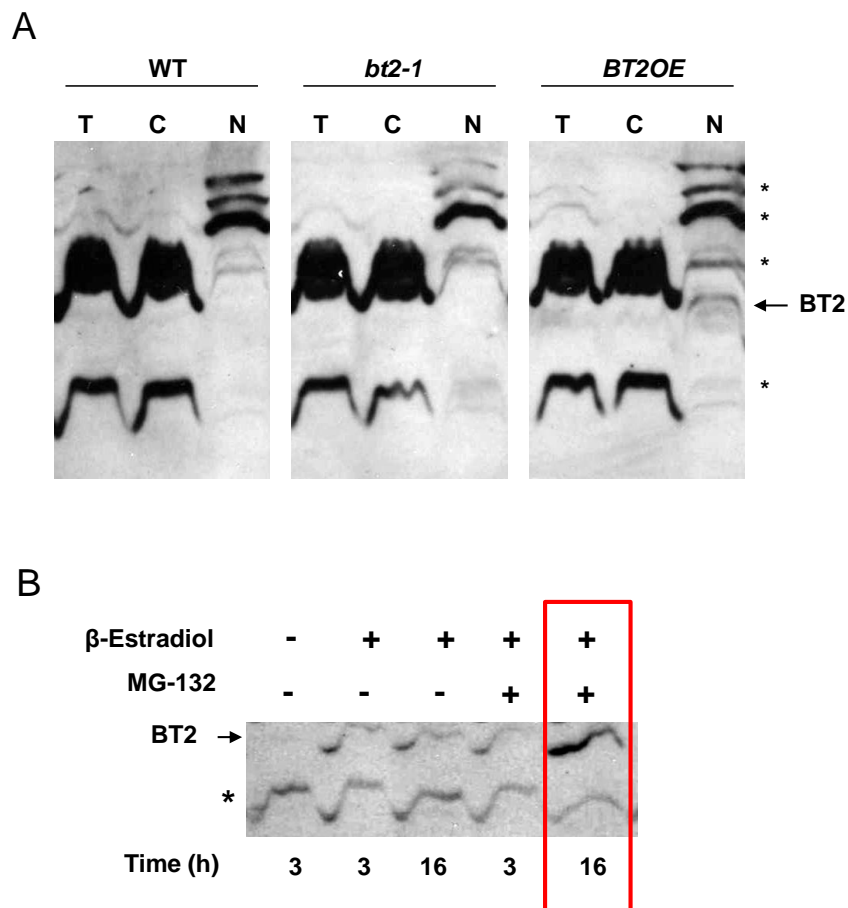 A
WT bt2-1 BT2OE
T C N T C N T C N
*
*
*
BT2
*
B
β-Estradiol - + + + +
MG-132 - - - + +
BT2
*
Time (h) 3 3 16 3 16